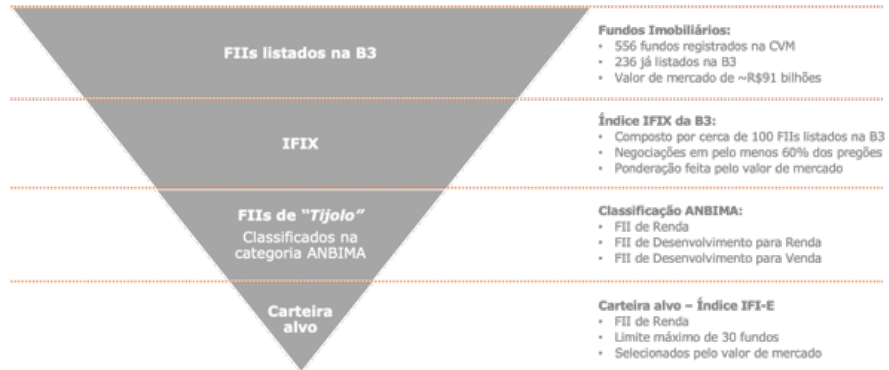 FIIs listados na B3
Fundos Imobiliários:
• 556 fundos registrados na CVM
• 236 já listados na B3
• Valor de mercado de ~R$91 bilhões
IFIX
Índice IFIX da B3:
• Composto por cerca de 100 FIIs listados na B3
• Negociações em pelo menos 60% dos pregões
• Ponderação feita pelo valor de mercado
FIIs de "Tijolo"
Classificados na
categoria ANBIMA
Classificação ANBIMA:
• FII de Renda
• FII de Desenvolvimento para Renda
• FII de Desenvolvimento para Venda
Carteira
alvo
Carteira alvo – Índice IFI-E
• FII de Renda
• Limite máximo de 30 fundos
• Selecionados pelo valor de mercado